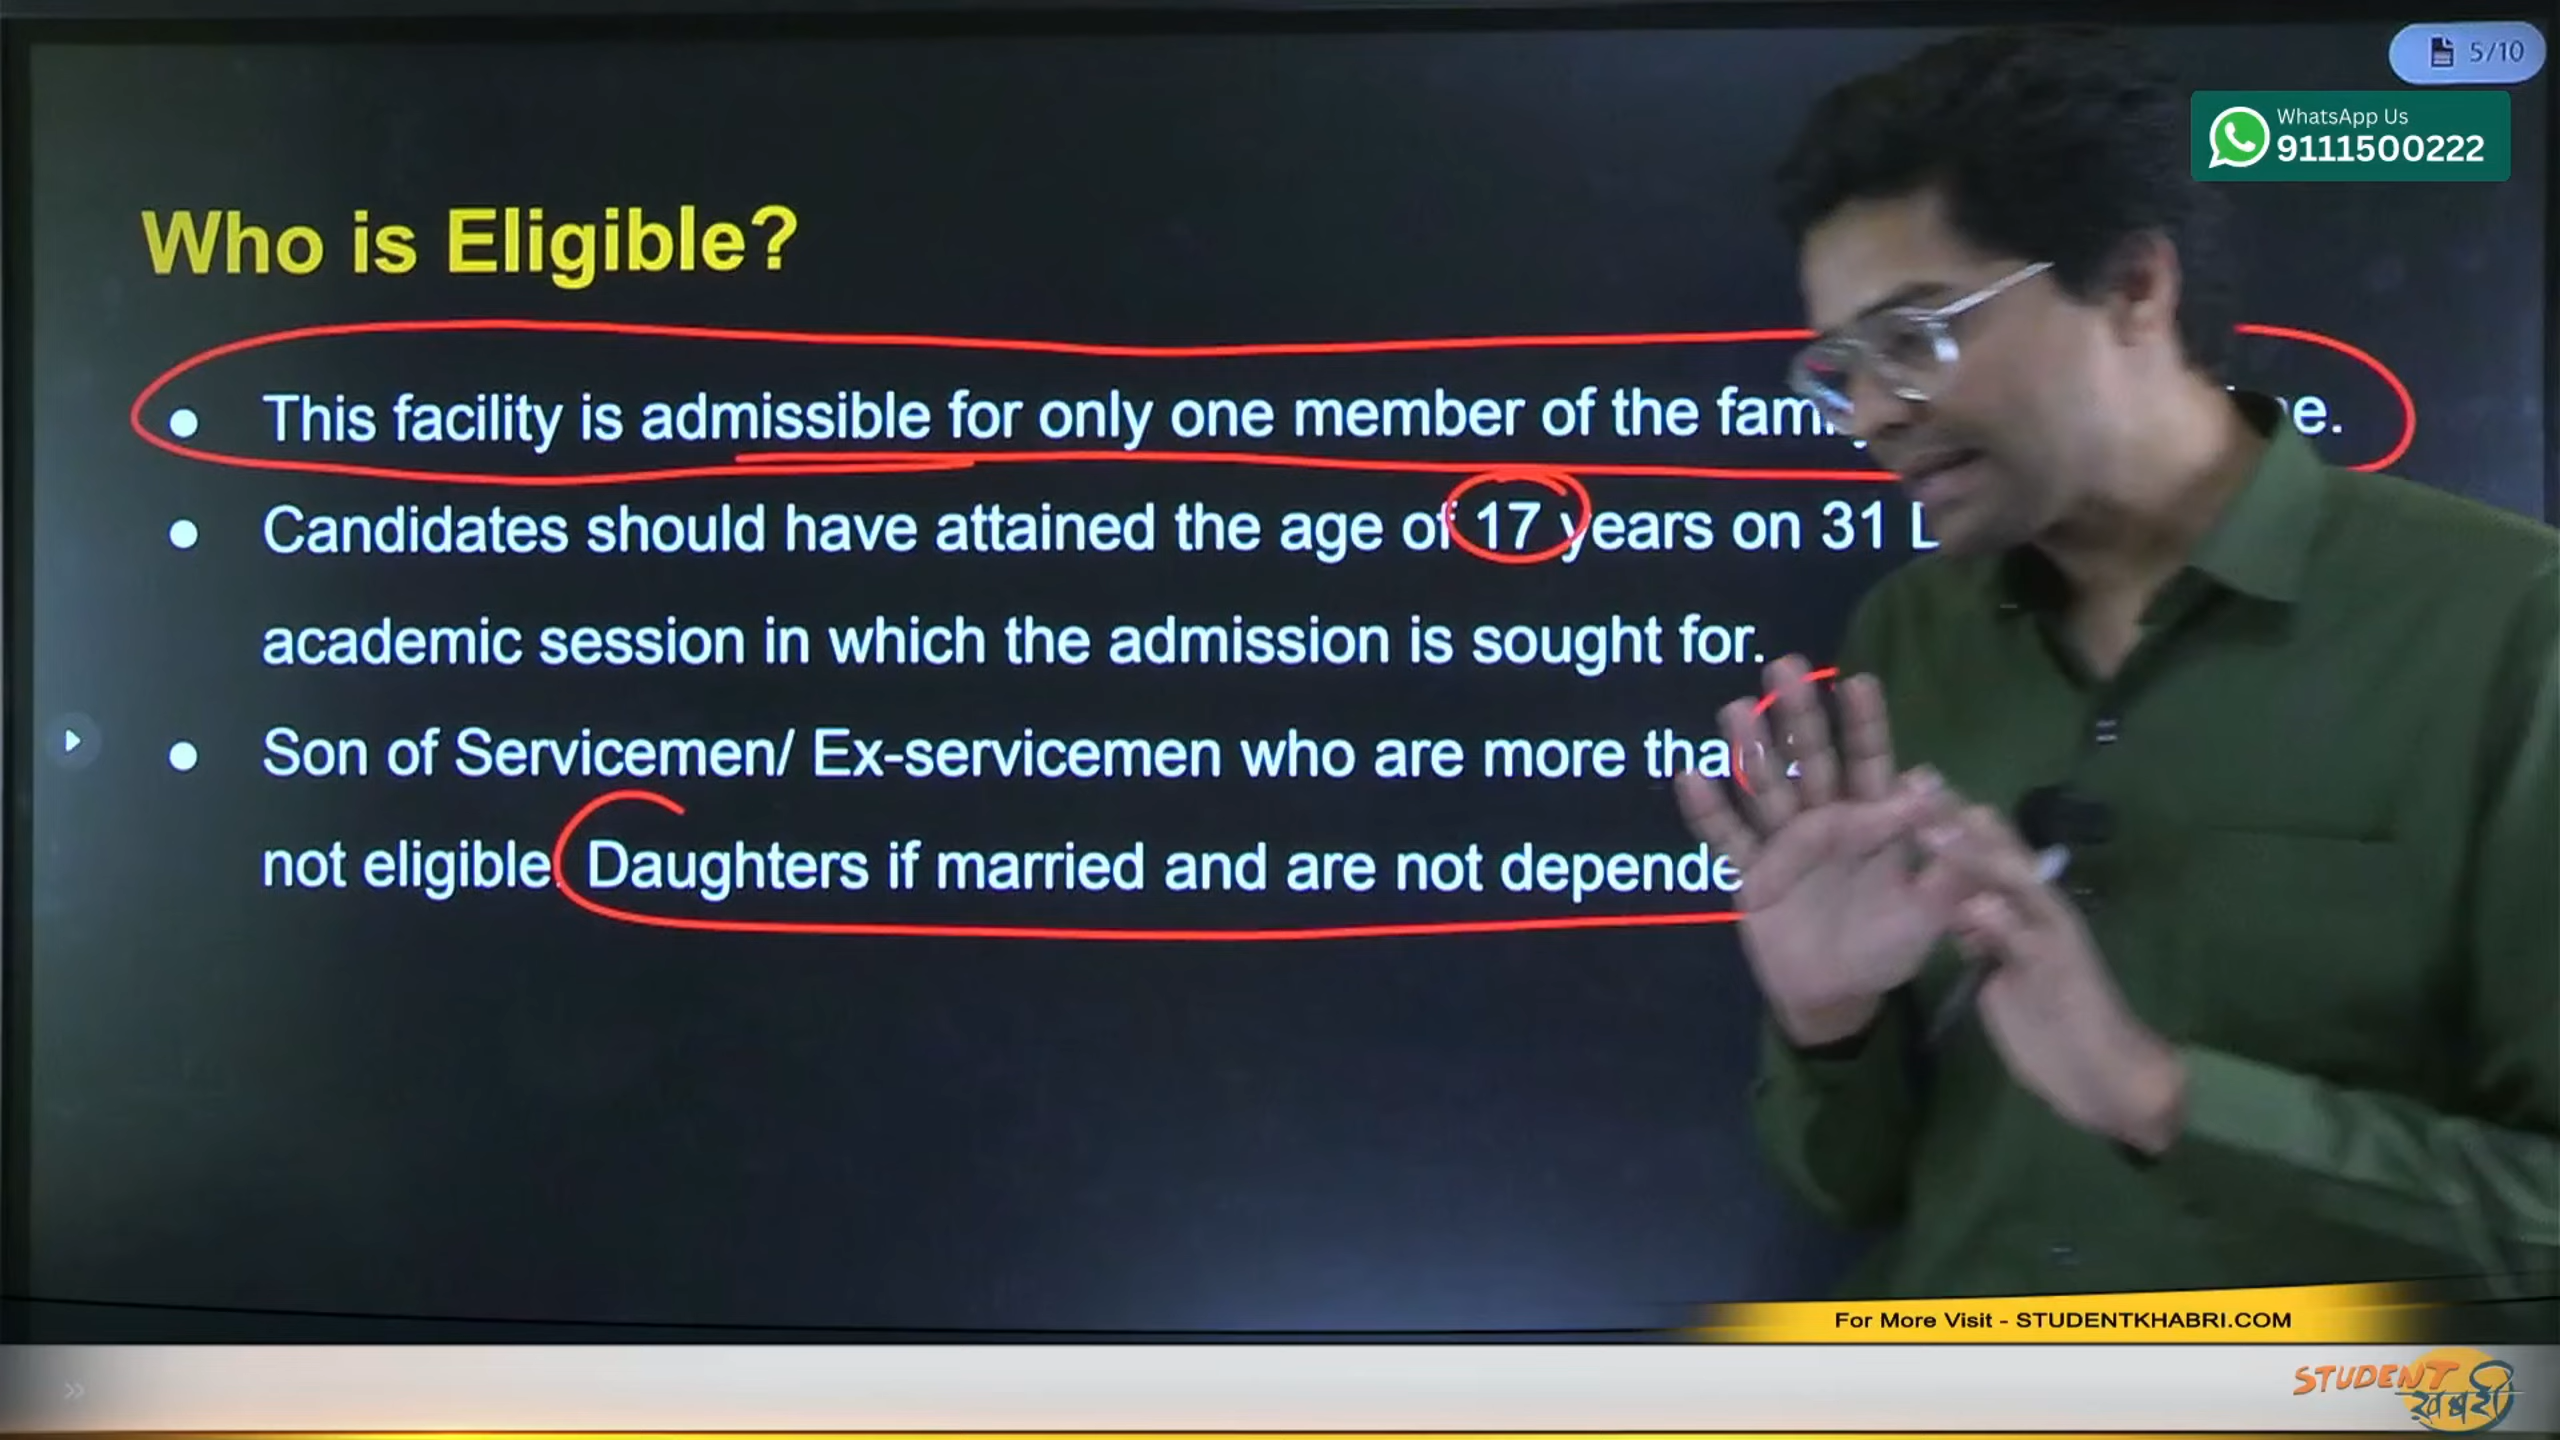 5/10
WhatsApp Us
9111500222
Who is Eligible?
This facility is admissible for only one member of the
Candidates should have attained the age of 17 years on 31
academic session in which the admission is sought for.
Son of Servicemen/ Ex-servicemen who are more
not eligible. Daughters if married and are not
For More Visit - STUDENTKHABRI.COM
STUDENT
ख़बरी